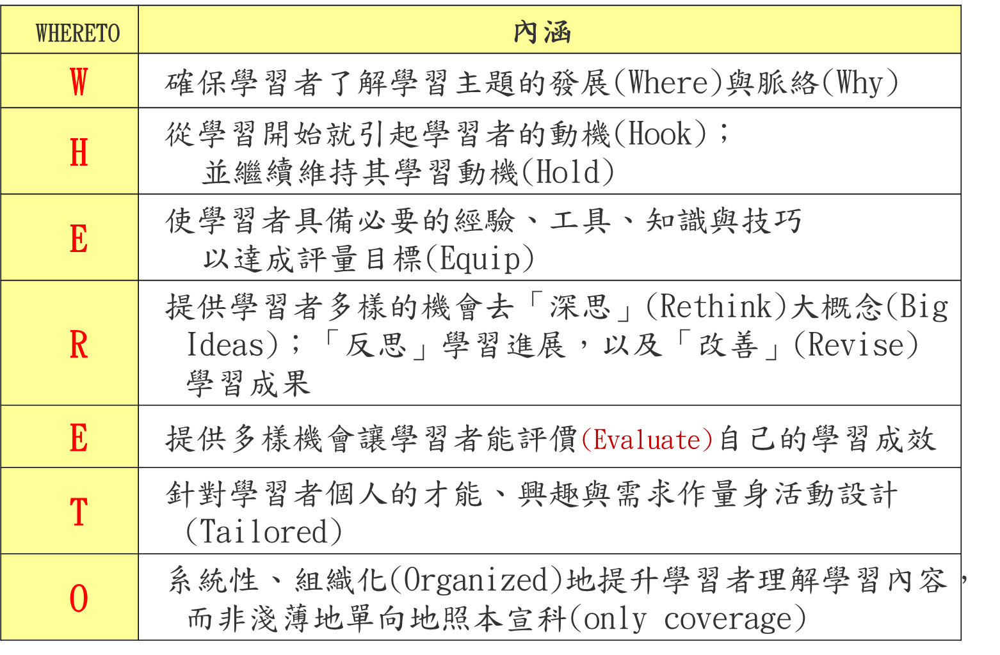 WHERETO 內涵
W 確保學習者了解學習主題的發展(Where)與脈絡(Why)
H 從學習開始就引起學習者的動機(Hook)；
並繼續維持其學習動機(Hold)
E 使學習者具備必要的經驗、工具、知識與技巧
以達成評量目標(Equip)
R 提供學習者多樣的機會去「深思」(Rethink)大概念(Big
Ideas)；「反思」學習進展，以及「改善」(Revise)
學習成果
E 提供多樣機會讓學習者能評價(Evaluate)自己的學習成效
T 針對學習者個人的才能、興趣與需求作量身活動設計
(Tailored)
O 系統性、組織化(Organized)地提升學習者理解學習內容，
而非淺薄地單向地照本宣科(only coverage)